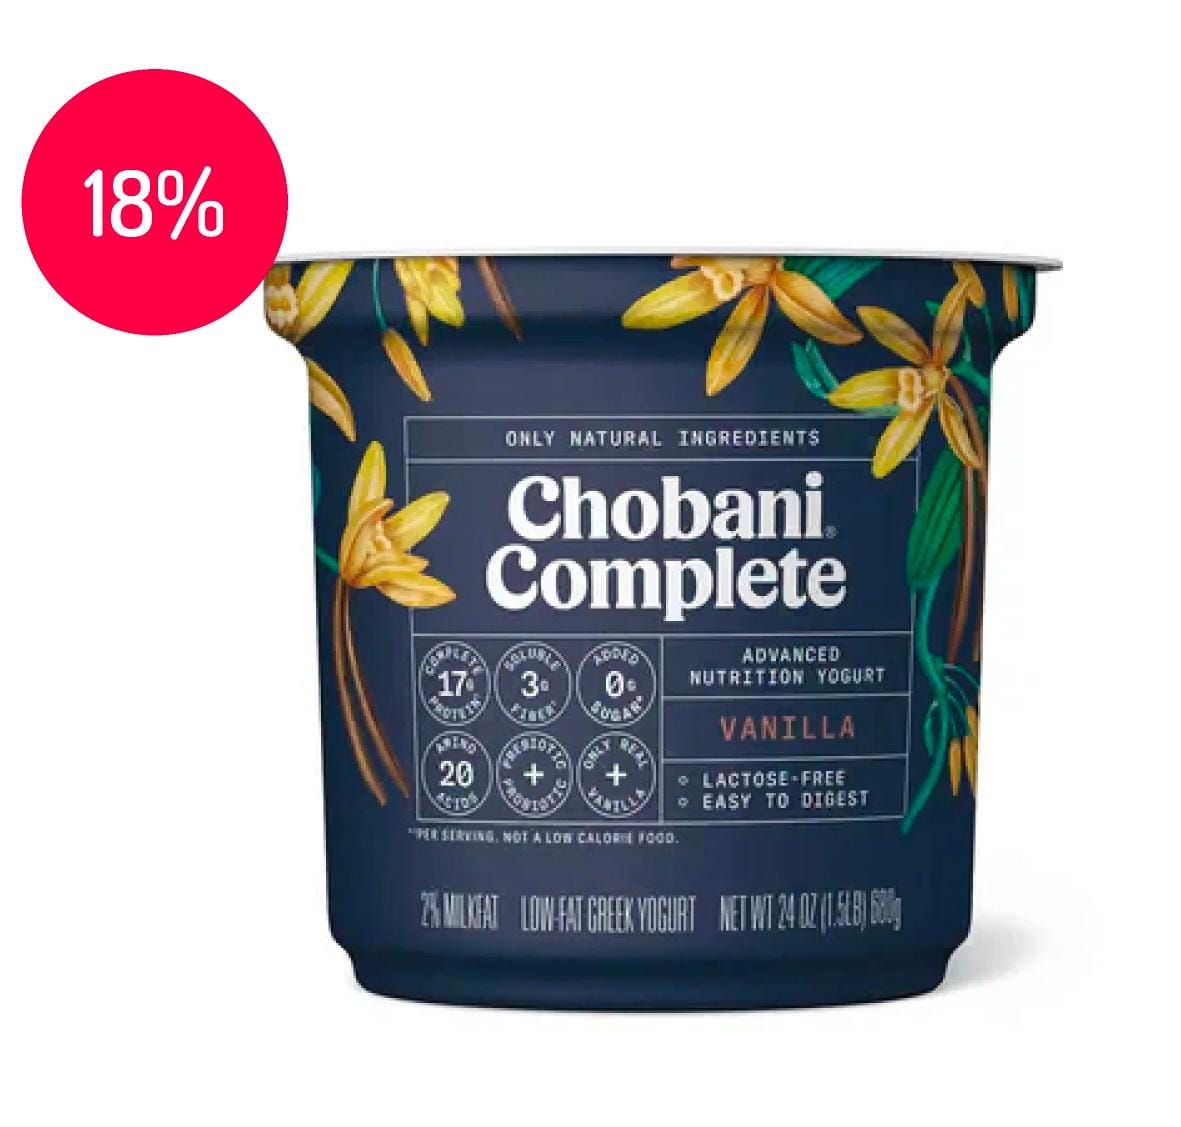 18%
ONLY NATURAL INGREDIENTS
Chobani®
Complete
COMPLETE
17G
PROTEIN*
SOLUBLE
3G
FIBER*
ADDED
0G
SUGAR*
AMINO
20
ACIDS
PREBIOTIC
+
PROBIOTIC
ONLY REAL
+
VANILLA
ADVANCED
NUTRITION YOGURT
VANILLA
LACTOSE-FREE
EASY TO DIGEST
**PER SERVING. NOT A LOW CALORIE FOOD.
2% MILKFAT LOW-FAT GREEK YOGURT NET WT 24 OZ (1.5LB) 680g